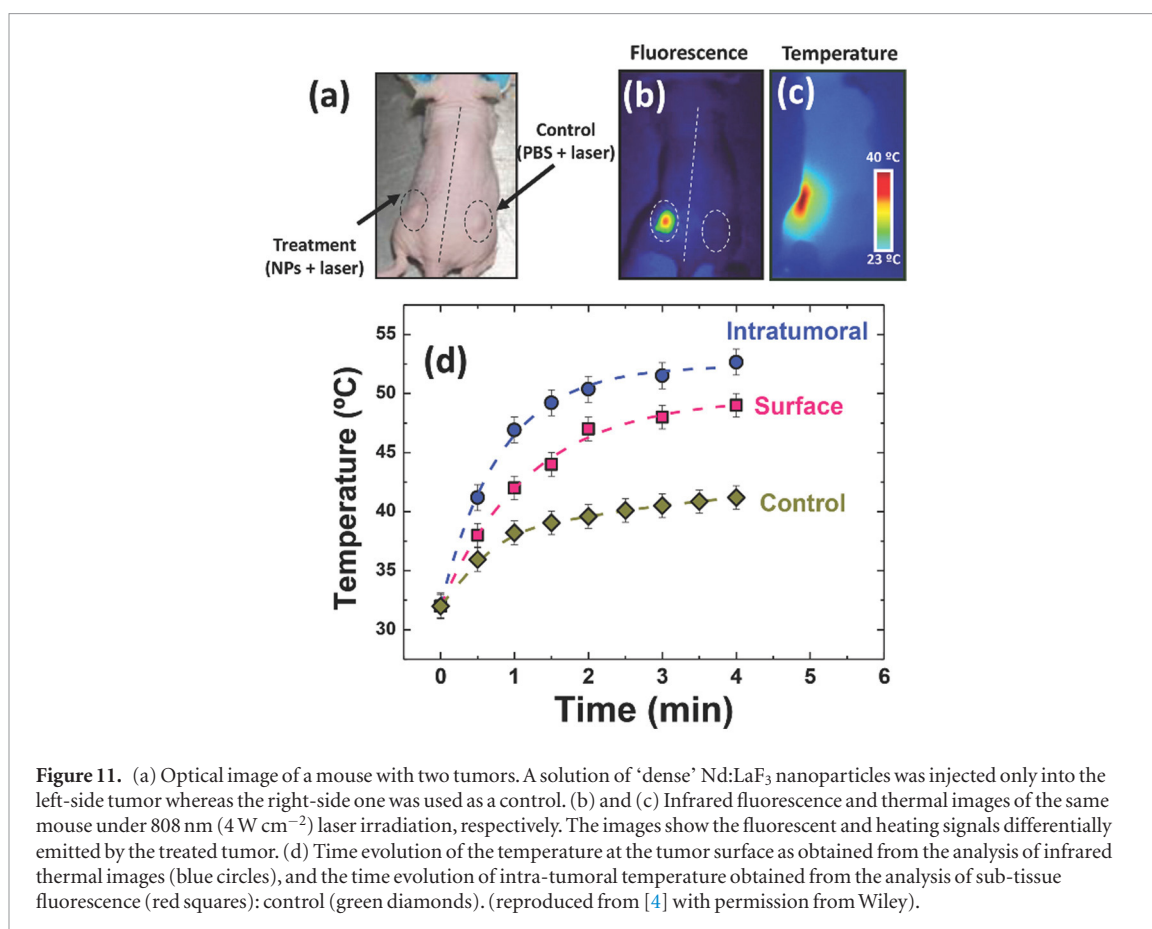 Fluorescence
Temperature
(a)
(b)
(c)
Control
(PBS + laser)
Treatment
(NPs + laser)
40 ºC
23 ºC
(d)
Intratumoral
Surface
Control
Temperature (ºC)
55
50
45
40
35
30
0 1 2 3 4 5 6
Time (min)
Figure 11. (a) Optical image of a mouse with two tumors. A solution of ‘dense’ Nd:LaF₃ nanoparticles was injected only into the
left-side tumor whereas the right-side one was used as a control. (b) and (c) Infrared fluorescence and thermal images of the same
mouse under 808 nm (4 W cm⁻²) laser irradiation, respectively. The images show the fluorescent and heating signals differentially
emitted by the treated tumor. (d) Time evolution of the temperature at the tumor surface as obtained from the analysis of infrared
thermal images (blue circles), and the time evolution of intra-tumoral temperature obtained from the analysis of sub-tissue
fluorescence (red squares): control (green diamonds). (reproduced from [4] with permission from Wiley).